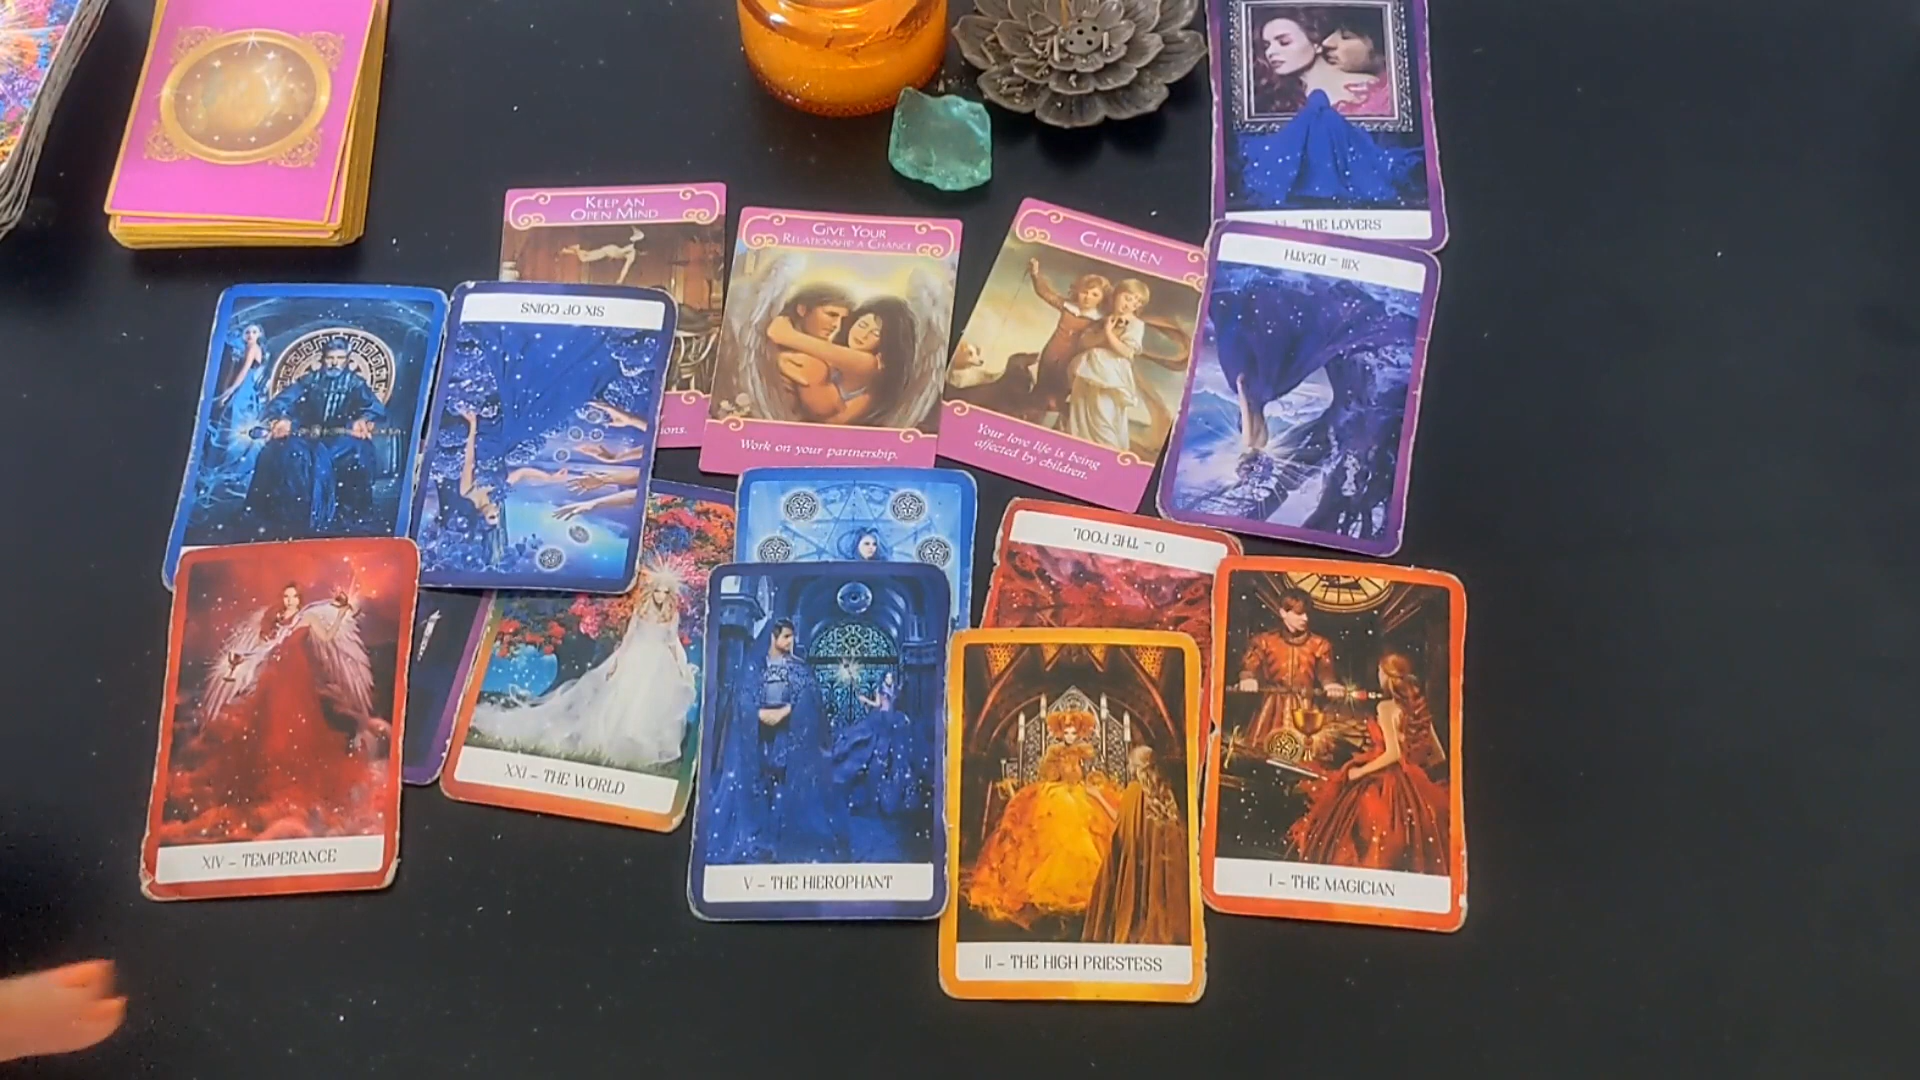 VI - THE LOVERS
KEEP AN
OPEN MIND
ons.
GIVE YOUR
RELATIONSHIP A CHANCE
Work on your partnership.
CHILDREN
Your love life is being
affected by children.
XIII - DEATH
SIX OF COINS
0 - THE FOOL
XXI - THE WORLD
XIV - TEMPERANCE
V - THE HIEROPHANT
I - THE MAGICIAN
II - THE HIGH PRIESTESS